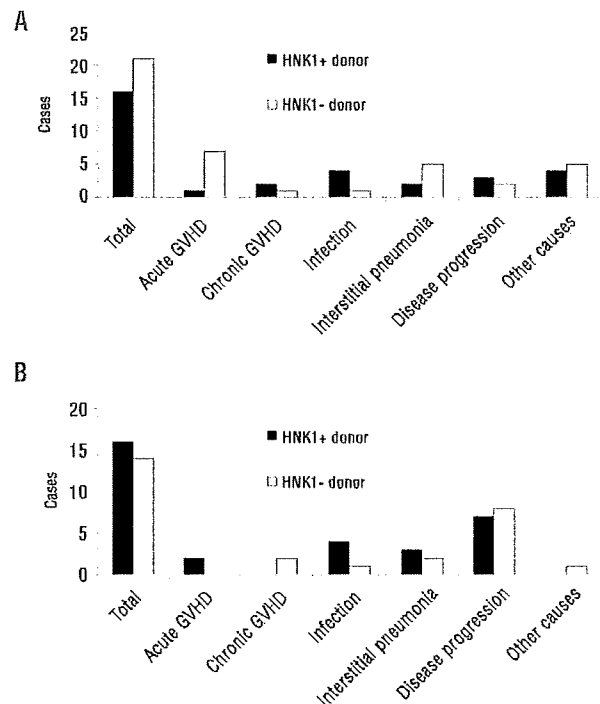 A
25
20
15
10
5
0
Cases
HNK1+ donor
HNK1- donor
Total
Acute GVHD
Chronic GVHD
Infection
Interstitial pneumonia
Disease progression
Other causes
B
20
15
10
5
0
Cases
HNK1+ donor
HNK1- donor
Total
Acute GVHD
Chronic GVHD
Infection
Interstitial pneumonia
Disease progression
Other causes